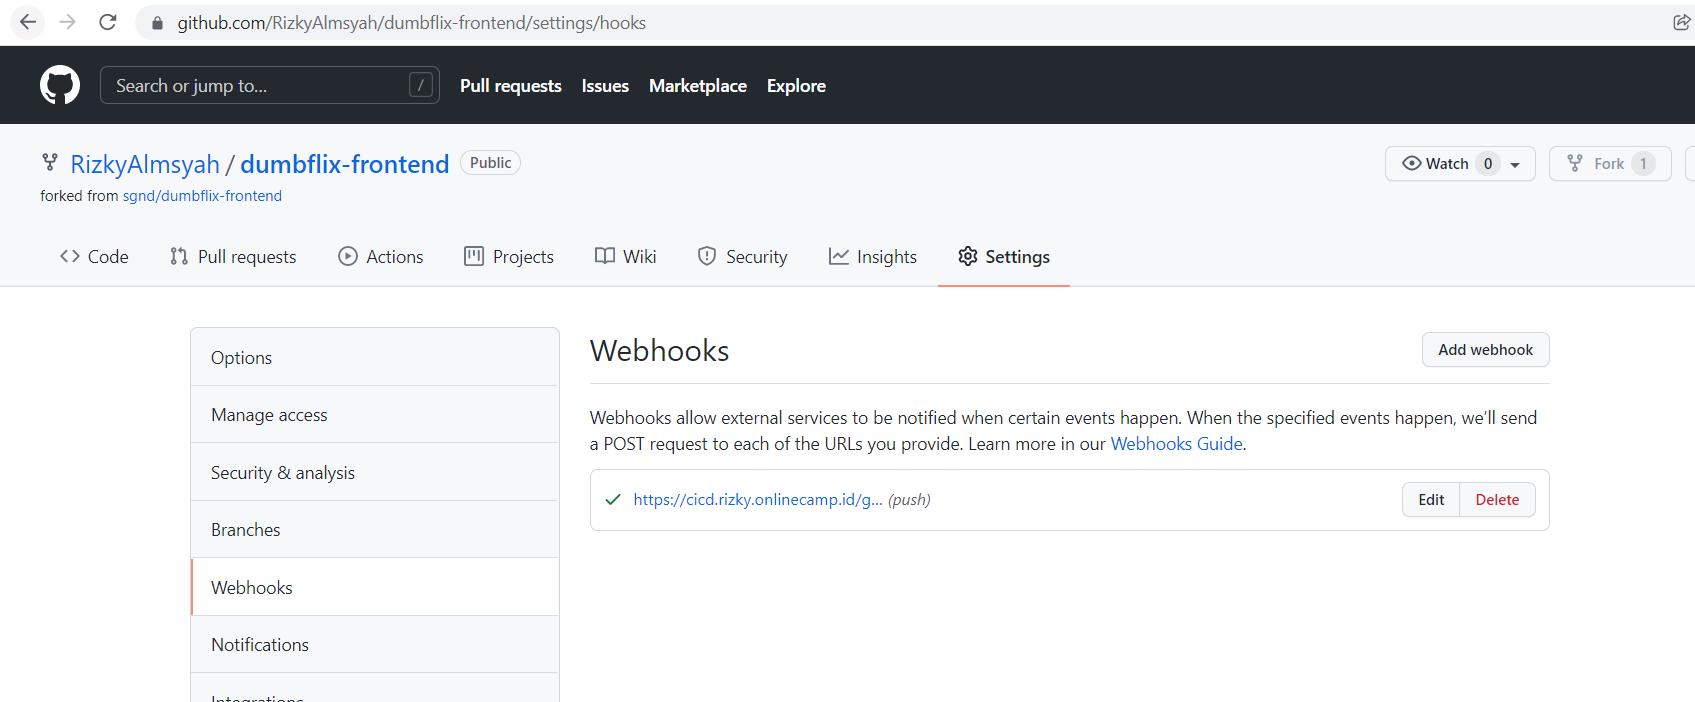 github.com/RizkyAlmsyah/dumbflix-frontend/settings/hooks
Search or jump to... /
Pull requests Issues Marketplace Explore
RizkyAlmsyah / dumbflix-frontend Public
Watch 0 Fork 1
forked from sgnd/dumbflix-frontend
Code Pull requests Actions Projects Wiki Security Insights Settings
Options
Manage access
Security & analysis
Branches
Webhooks
Notifications
Integrations
Webhooks
Add webhook
Webhooks allow external services to be notified when certain events happen. When the specified events happen, we’ll send
a POST request to each of the URLs you provide. Learn more in our Webhooks Guide.
https://cicd.rizky.onlinecamp.id/g... (push)
Edit Delete